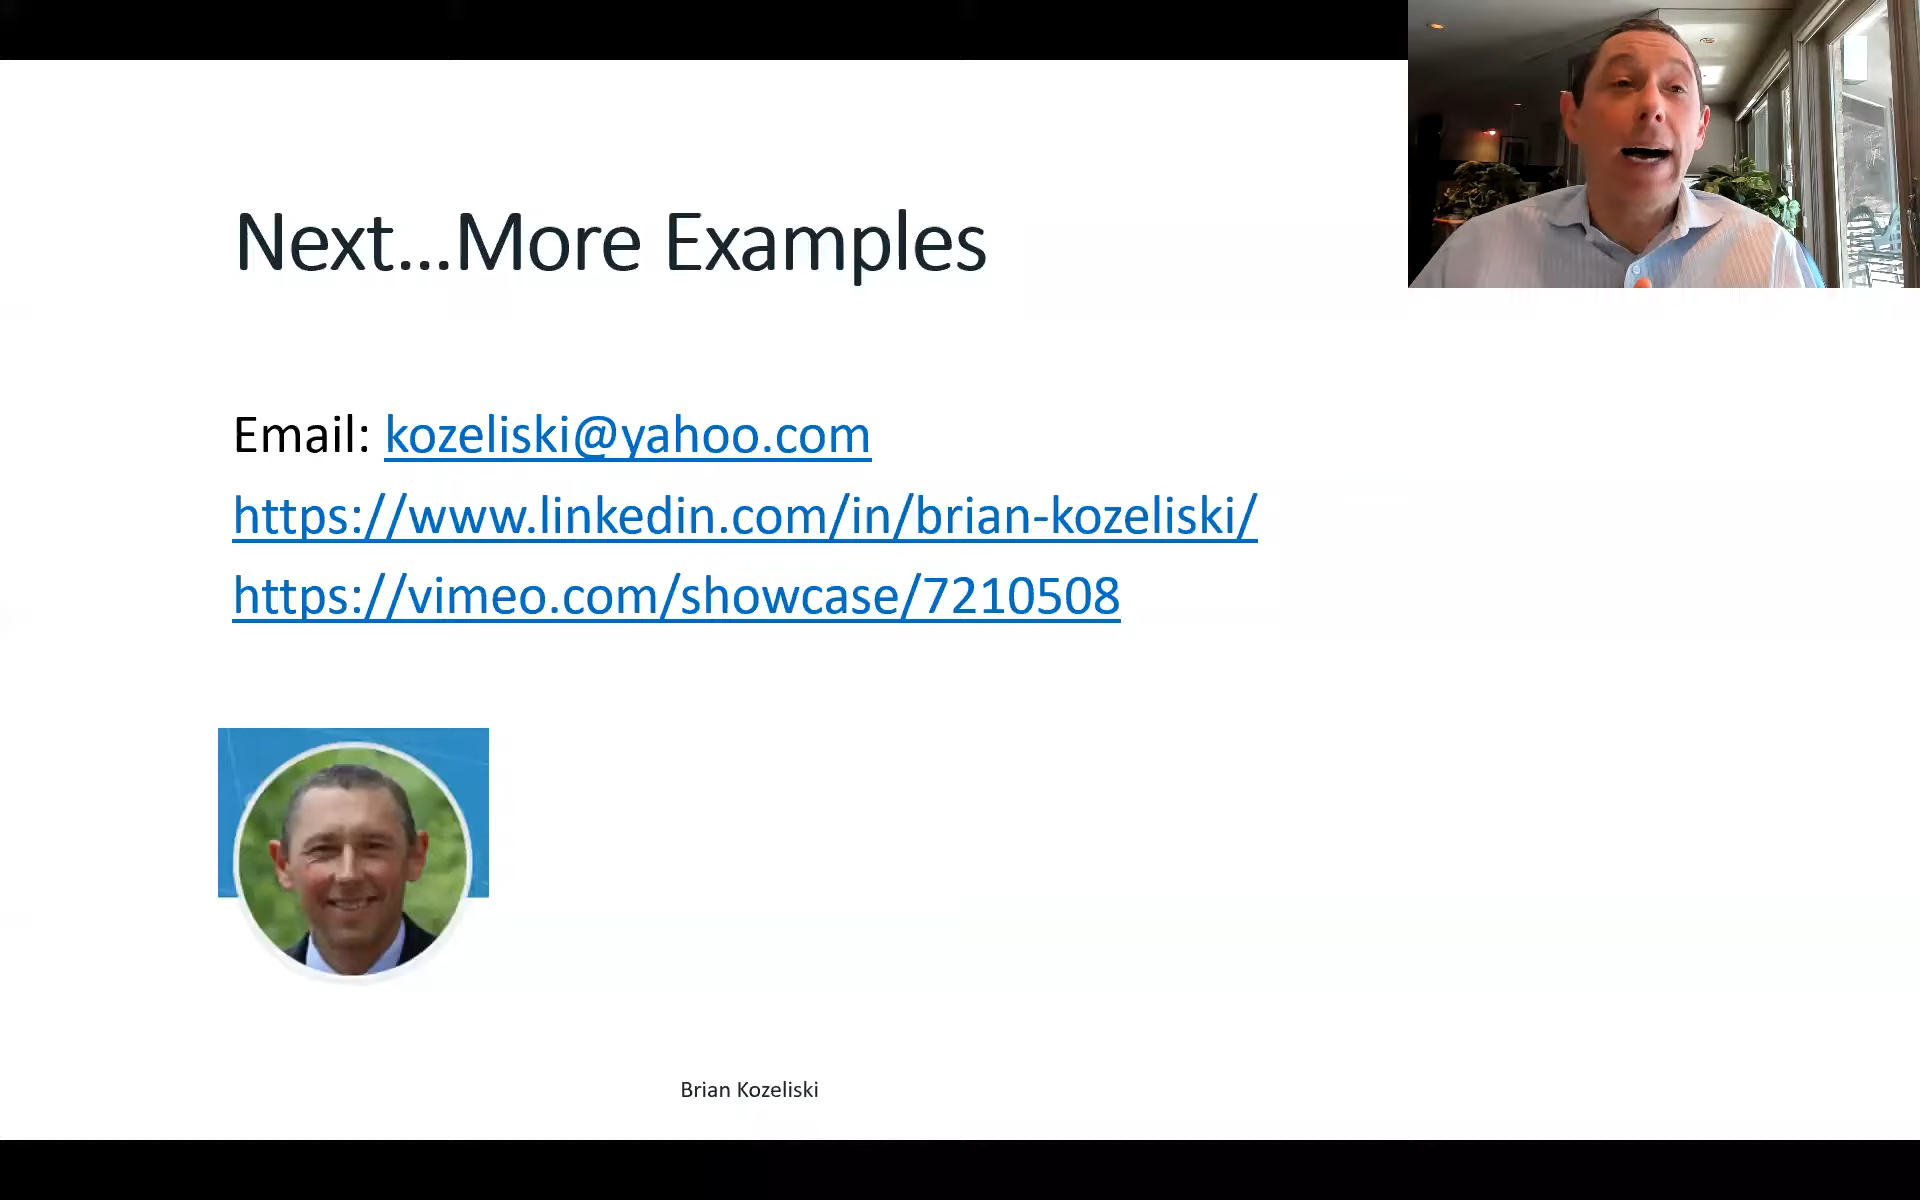 Next...More Examples
Email: kozeliski@yahoo.com
https://www.linkedin.com/in/brian-kozeliski/
https://vimeo.com/showcase/7210508
Brian Kozeliski